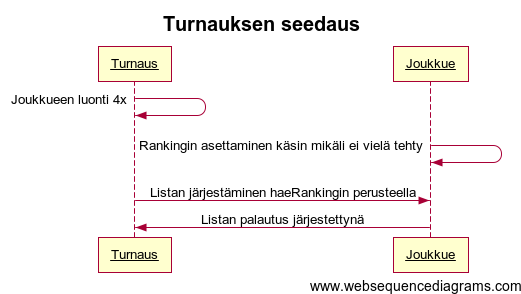 Turnauksen seedaus
Turnaus
Joukkue
Joukkueen luonti 4x
Rankingin asettaminen käsin mikäli ei vielä tehty
Listan järjestäminen haeRankingin perusteella
Listan palautus järjestettynä
Turnaus
Joukkue
www.websequencediagrams.com